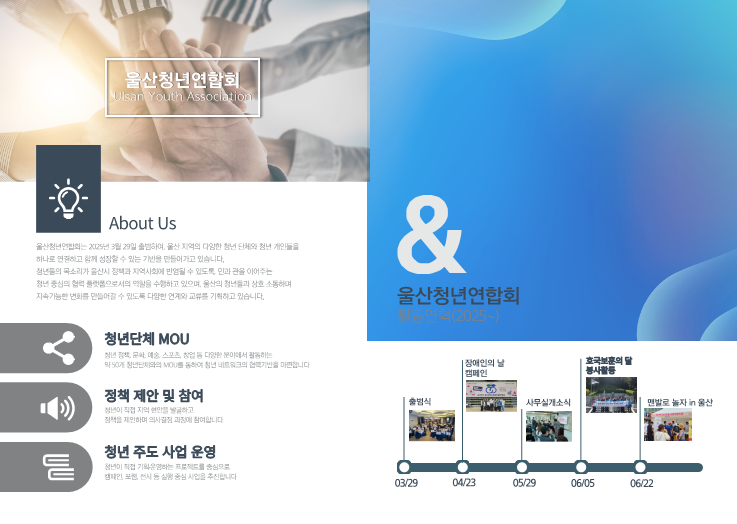 울산청년연합회
Ulsan Youth Association
About Us
울산청년연합회는 2025년 3월 29일 출범하여, 울산 지역의 다양한 청년 단체와 청년 개인들을
하나로 연결하고 함께 성장할 수 있는 기반을 만들어가고 있습니다.
청년들의 목소리가 울산시 정책과 지역사회에 반영될 수 있도록, 민과 관을 이어주는
청년 중심의 협력 플랫폼으로서의 역할을 수행하고 있으며, 울산의 청년들과 상호 소통하며
지속가능한 변화를 만들어갈 수 있도록 다양한 연계와 교류를 기획하고 있습니다.
청년단체 MOU
청년 정책, 문화, 예술, 스포츠, 창업 등 다양한 분야에서 활동하는
약 50개 청년단체와의 MOU를 통하여 청년 네트워크의 협력기반을 마련합니다
정책 제안 및 참여
청년이 직접 지역 현안을 발굴하고
정책을 제안하며 의사결정 과정에 참여합니다
청년 주도 사업 운영
청년이 직접 기획·운영하는 프로젝트를 중심으로
캠페인, 포럼, 전시 등 실행 중심 사업을 추진합니다
&
울산청년연합회
활동연혁(2025~)
출범식
장애인의 날
캠페인
사무실개소식
호국보훈의 달
봉사활동
맨발로 놀자 in 울산
03/29
04/23
05/29
06/05
06/22